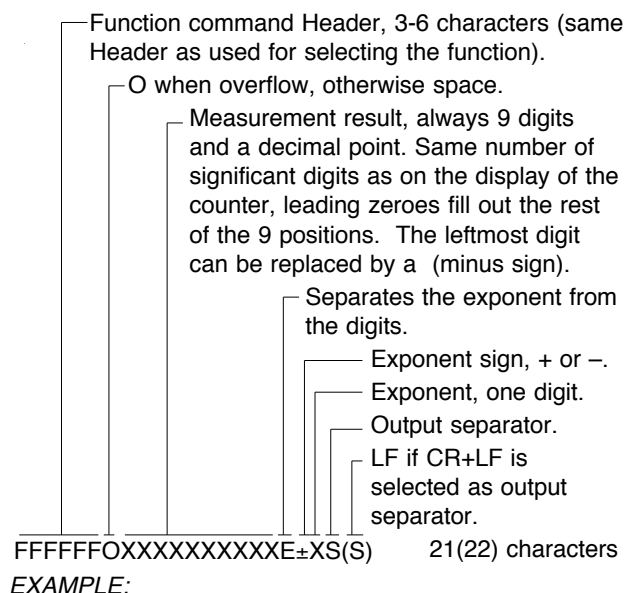 Function command Header, 3-6 characters (same
Header as used for selecting the function).
O when overflow, otherwise space.
Measurement result, always 9 digits
and a decimal point. Same number of
significant digits as on the display of the
counter, leading zeroes fill out the rest
of the 9 positions. The leftmost digit
can be replaced by a (minus sign).
Separates the exponent from
the digits.
Exponent sign, + or –.
Exponent, one digit.
Output separator.
LF if CR+LF is
selected as output
separator.
FFFFFFOXXXXXXXXXXE±XS(S) 21(22) characters
EXAMPLE: